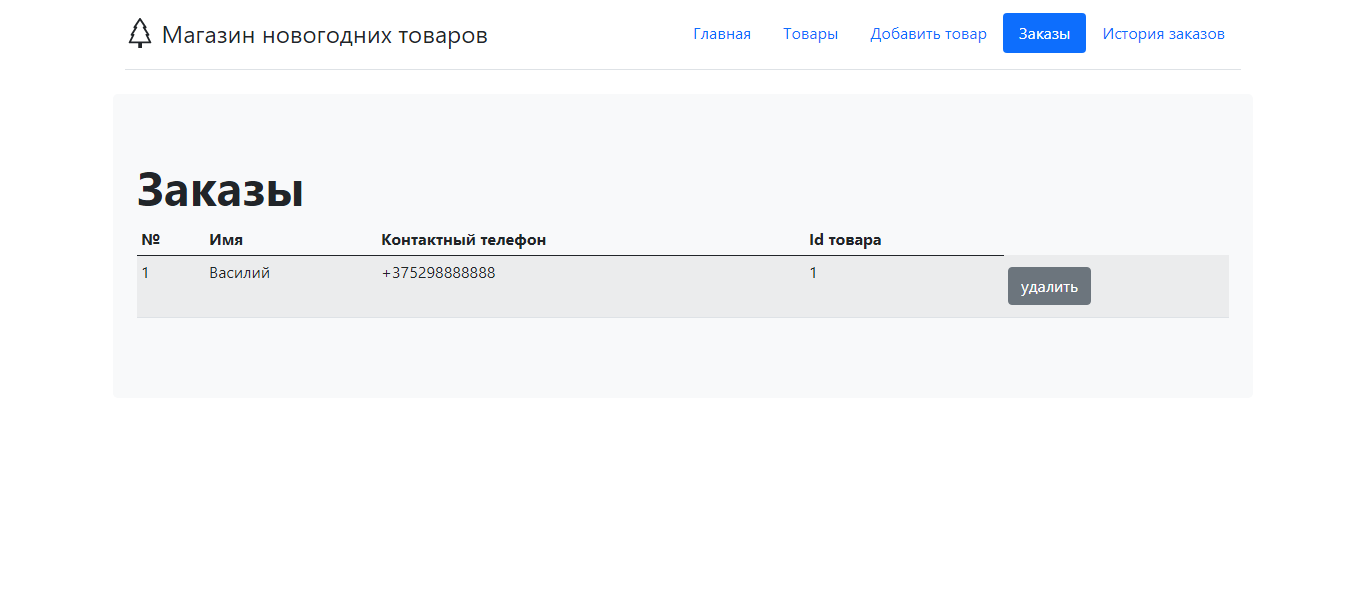 Магазин новогодних товаров Главная Товары Добавить товар Заказы История заказов
Заказы
№ Имя Контактный телефон Id товара
1 Василий +375298888888 1 удалить